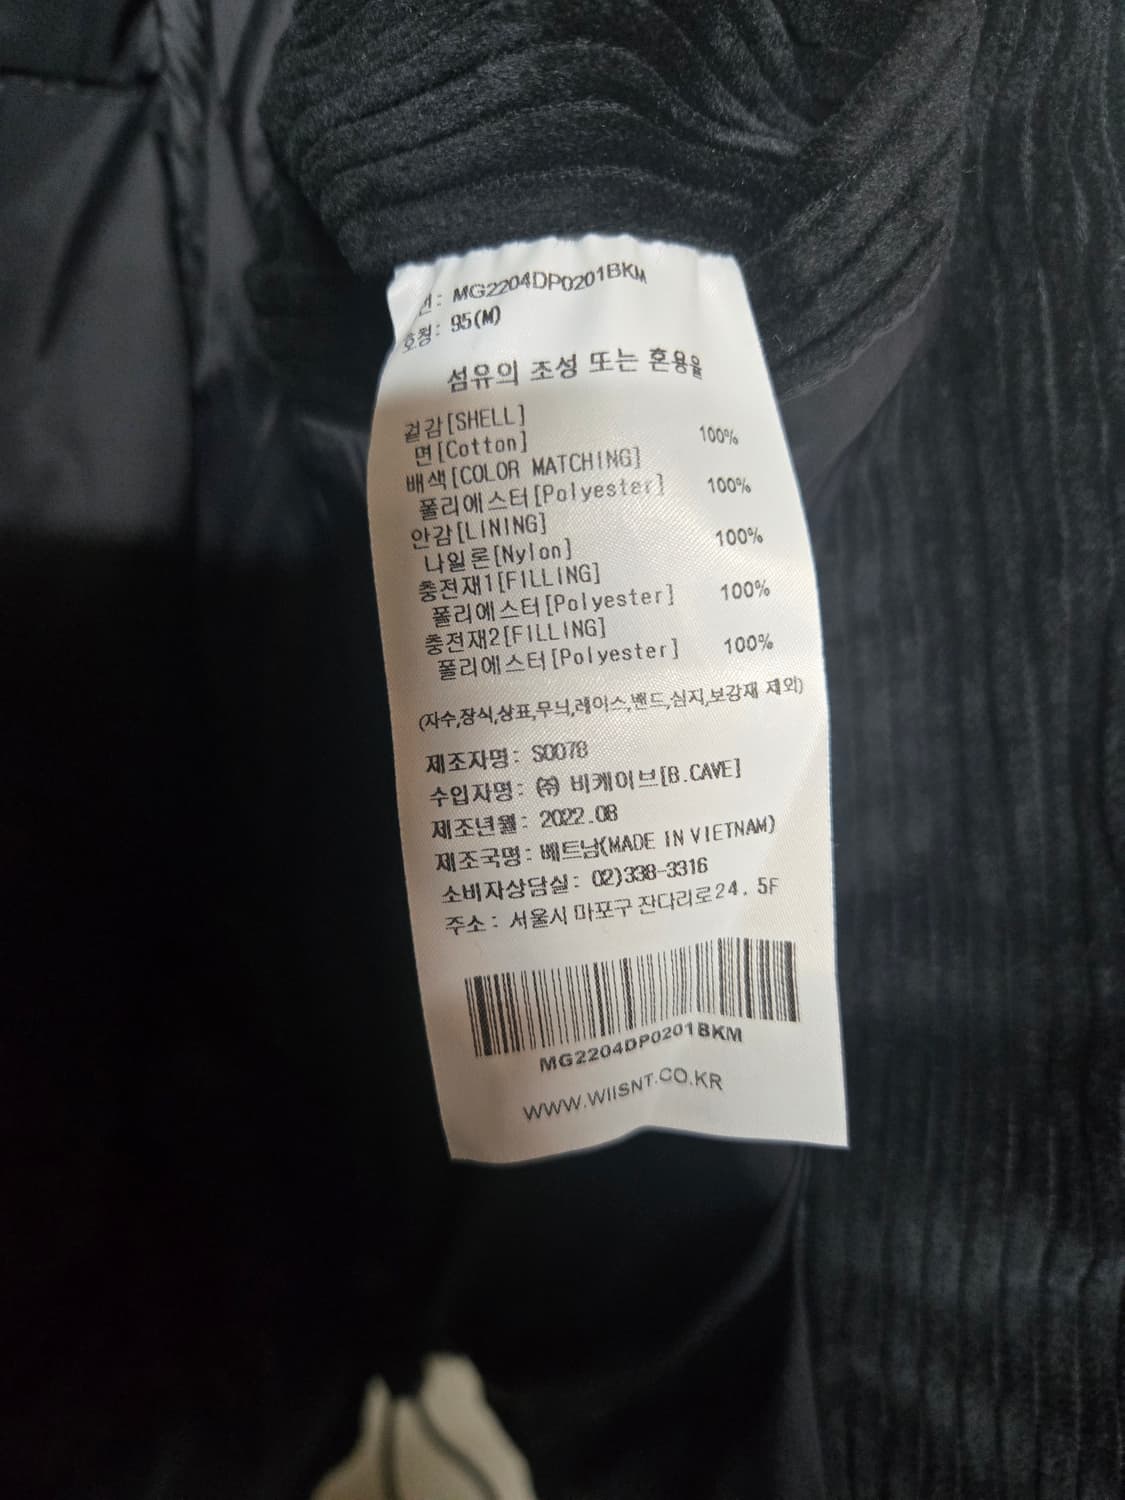 번: MG2204DP0201BKM
호칭: 95(M)
섬유의 조성 또는 혼용율
겉감[SHELL]
면[Cotton] 100%
배색[COLOR MATCHING]
폴리에스터[Polyester] 100%
안감[LINING]
나일론[Nylon] 100%
충전재1[FILLING]
폴리에스터[Polyester] 100%
충전재2[FILLING]
폴리에스터[Polyester] 100%
(자수,장식,상표,무늬,레이스,밴드,심지,보강재 제외)
제조자명: S0078
수입자명: ㈜ 비케이브[B.CAVE]
제조년월: 2022.08
제조국명: 베트남(MADE IN VIETNAM)
소비자상담실: 02)338-3316
주소: 서울시 마포구 잔다리로24. 5F
MG2204DP0201BKM
WWW.WIISNT.CO.KR